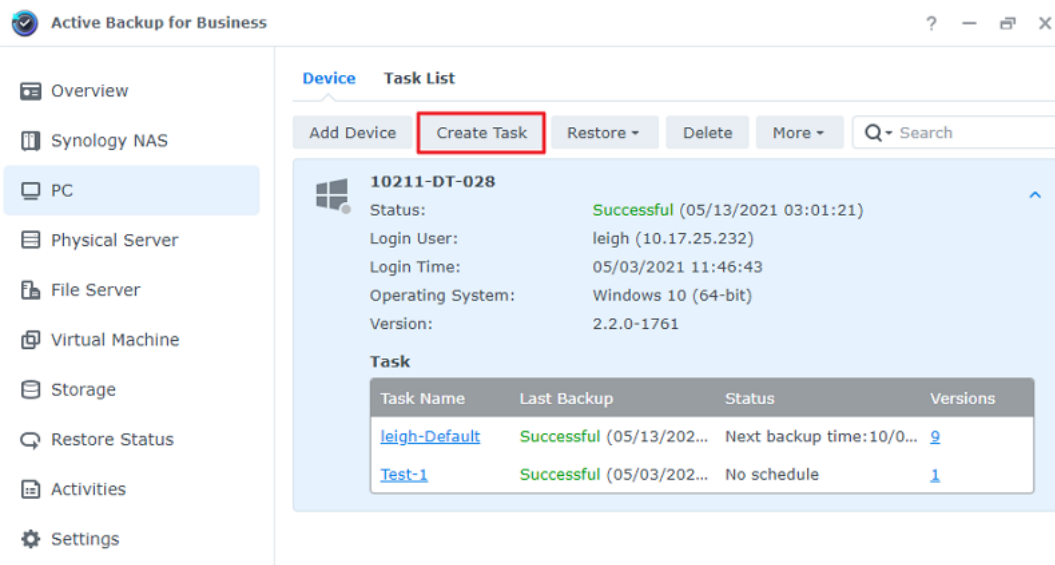 Active Backup for Business
?
Overview
Synology NAS
PC
Physical Server
File Server
Virtual Machine
Storage
Restore Status
Activities
Settings
Device Task List
Add Device Create Task Restore Delete More Search
10211-DT-028
Status: Successful (05/13/2021 03:01:21)
Login User: leigh (10.17.25.232)
Login Time: 05/03/2021 11:46:43
Operating System: Windows 10 (64-bit)
Version: 2.2.0-1761
Task
Task Name Last Backup Status Versions
leigh-Default Successful (05/13/202... Next backup time:10/0... 9
Test-1 Successful (05/03/202... No schedule 1